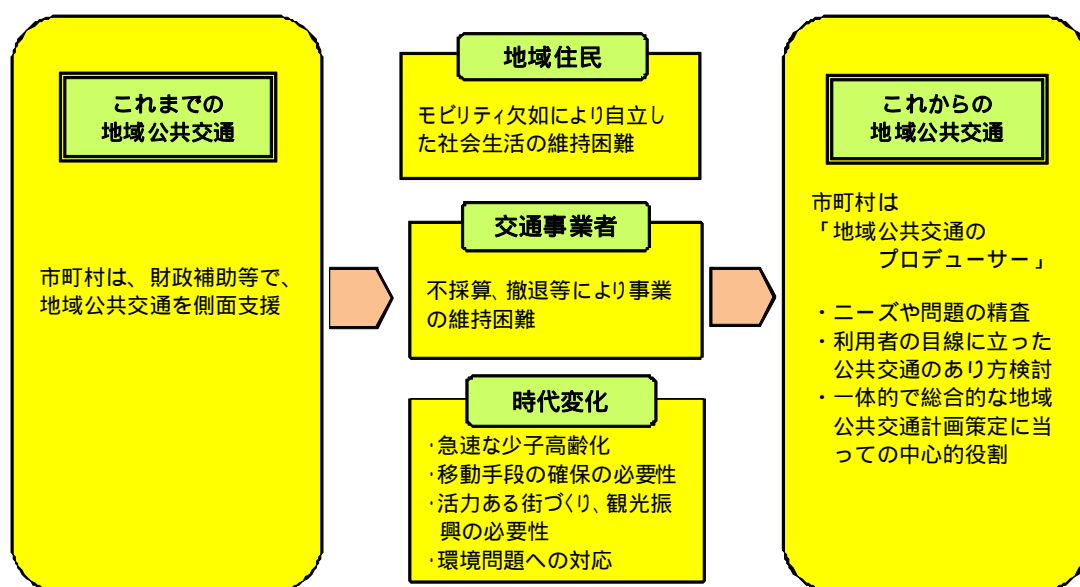 これまでの
地域公共交通
市町村は、財政補助等で、
地域公共交通を側面支援
地域住民
モビリティ欠如により自立し
た社会生活の維持困難
交通事業者
不採算、撤退等により事業
の維持困難
時代変化
・急速な少子高齢化
・移動手段の確保の必要性
・活力ある街づくり、観光振
興の必要性
・環境問題への対応
これからの
地域公共交通
市町村は
「地域公共交通の
プロデューサー」
・ニーズや問題の精査
・利用者の目線に立った
公共交通のあり方検討
・一体的で総合的な地域
公共交通計画策定に当
っての中心的役割